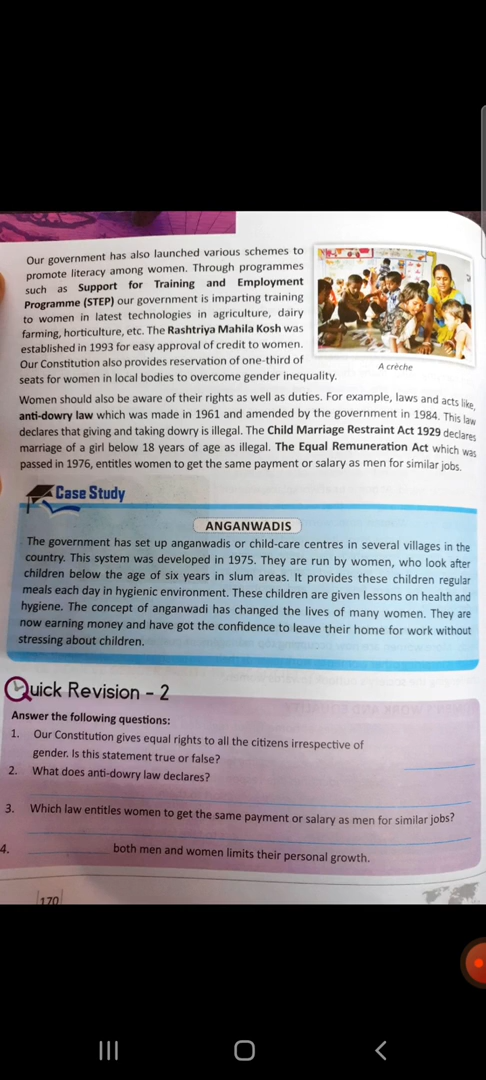 Our government has also launched various schemes to
promote literacy among women. Through programmes
such as Support for Training and Employment
Programme (STEP) our government is imparting training
to women in latest technologies in agriculture, dairy
farming, horticulture, etc. The Rashtriya Mahila Kosh was
established in 1993 for easy approval of credit to women.
Our Constitution also provides reservation of one-third of
seats for women in local bodies to overcome gender inequality.
A crèche
Women should also be aware of their rights as well as duties. For example, laws and acts like,
anti-dowry law which was made in 1961 and amended by the government in 1984. This law
declares that giving and taking dowry is illegal. The Child Marriage Restraint Act 1929 declares
marriage of a girl below 18 years of age as illegal. The Equal Remuneration Act which was
passed in 1976, entitles women to get the same payment or salary as men for similar jobs.
Case Study
ANGANWADIS
The government has set up anganwadis or child-care centres in several villages in the
country. This system was developed in 1975. They are run by women, who look after
children below the age of six years in slum areas. It provides these children regular
meals each day in hygienic environment. These children are given lessons on health and
hygiene. The concept of anganwadi has changed the lives of many women. They are
now earning money and have got the confidence to leave their home for work without
stressing about children.
Quick Revision - 2
Answer the following questions:
1. Our Constitution gives equal rights to all the citizens irrespective of
gender. Is this statement true or false?
2. What does anti-dowry law declares?
3. Which law entitles women to get the same payment or salary as men for similar jobs?
4. both men and women limits their personal growth.
170